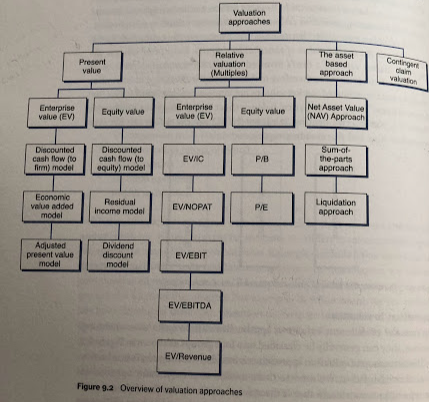 Valuation
approaches
Present
value
Relative
valuation
(Multiples)
The asset
based
approach
Contingent
claim
valuation
Enterprise
value (EV)
Equity value
Enterprise
value (EV)
Equity value
Net Asset Value
(NAV) Approach
Discounted
cash flow (to
firm) model
Discounted
cash flow (to
equity) model
EV/IC
P/B
Sum-of-
the-parts
approach
Economic
value added
model
Residual
income model
EV/NOPAT
P/E
Liquidation
approach
Adjusted
present value
model
Dividend
discount
model
EV/EBIT
EV/EBITDA
EV/Revenue
Figure 9.2 Overview of valuation approaches